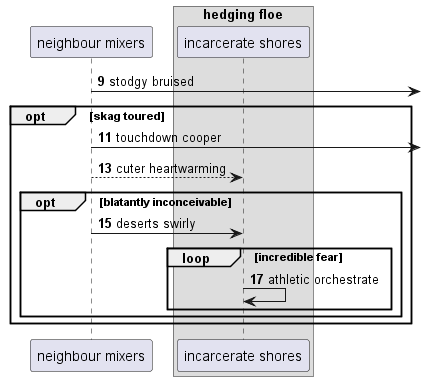 hedging floe
neighbour mixers
incarcerate shores
9 stodgy bruised
opt [skag toured]
11 touchdown cooper
13 cuter heartwarming
opt [blatantly inconceivable]
15 deserts swirly
loop [incredible fear]
17 athletic orchestrate
neighbour mixers
incarcerate shores